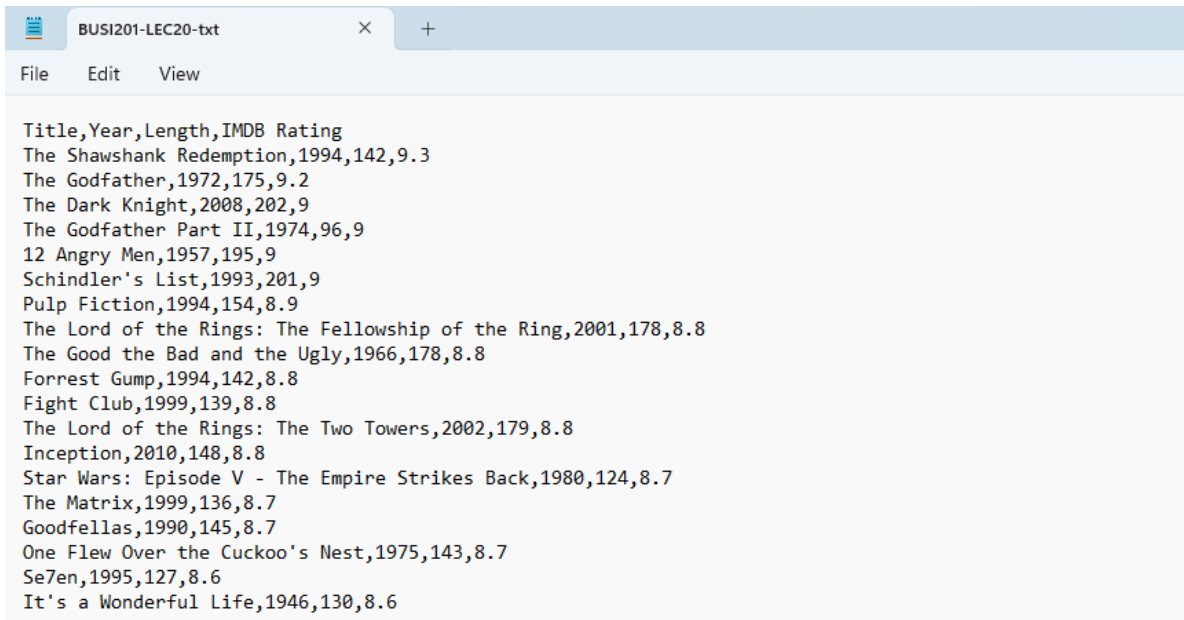 BUSI201-LEC20-txt
File Edit View
Title,Year,Length,IMDB Rating
The Shawshank Redemption,1994,142,9.3
The Godfather,1972,175,9.2
The Dark Knight,2008,202,9
The Godfather Part II,1974,96,9
12 Angry Men,1957,195,9
Schindler's List,1993,201,9
Pulp Fiction,1994,154,8.9
The Lord of the Rings: The Fellowship of the Ring,2001,178,8.8
The Good the Bad and the Ugly,1966,178,8.8
Forrest Gump,1994,142,8.8
Fight Club,1999,139,8.8
The Lord of the Rings: The Two Towers,2002,179,8.8
Inception,2010,148,8.8
Star Wars: Episode V - The Empire Strikes Back,1980,124,8.7
The Matrix,1999,136,8.7
Goodfellas,1990,145,8.7
One Flew Over the Cuckoo's Nest,1975,143,8.7
Se7en,1995,127,8.6
It's a Wonderful Life,1946,130,8.6